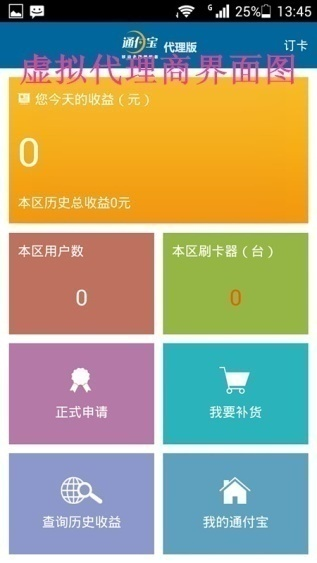 25% 13:45
通付宝 代理版 订卡
虚拟代理商界面图
您今天的收益（元）
0
本区历史总收益0元
本区用户数
0
本区刷卡器（台）
0
正式申请
我要补货
查询历史收益
我的通付宝